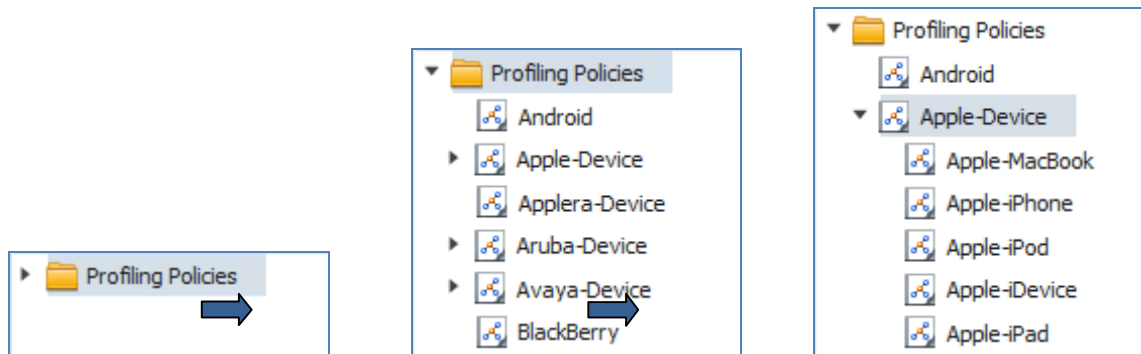 Profiling Policies
Profiling Policies
Android
Apple-Device
Applera-Device
Aruba-Device
Avaya-Device
BlackBerry
Profiling Policies
Android
Apple-Device
Apple-MacBook
Apple-iPhone
Apple-iPod
Apple-iDevice
Apple-iPad